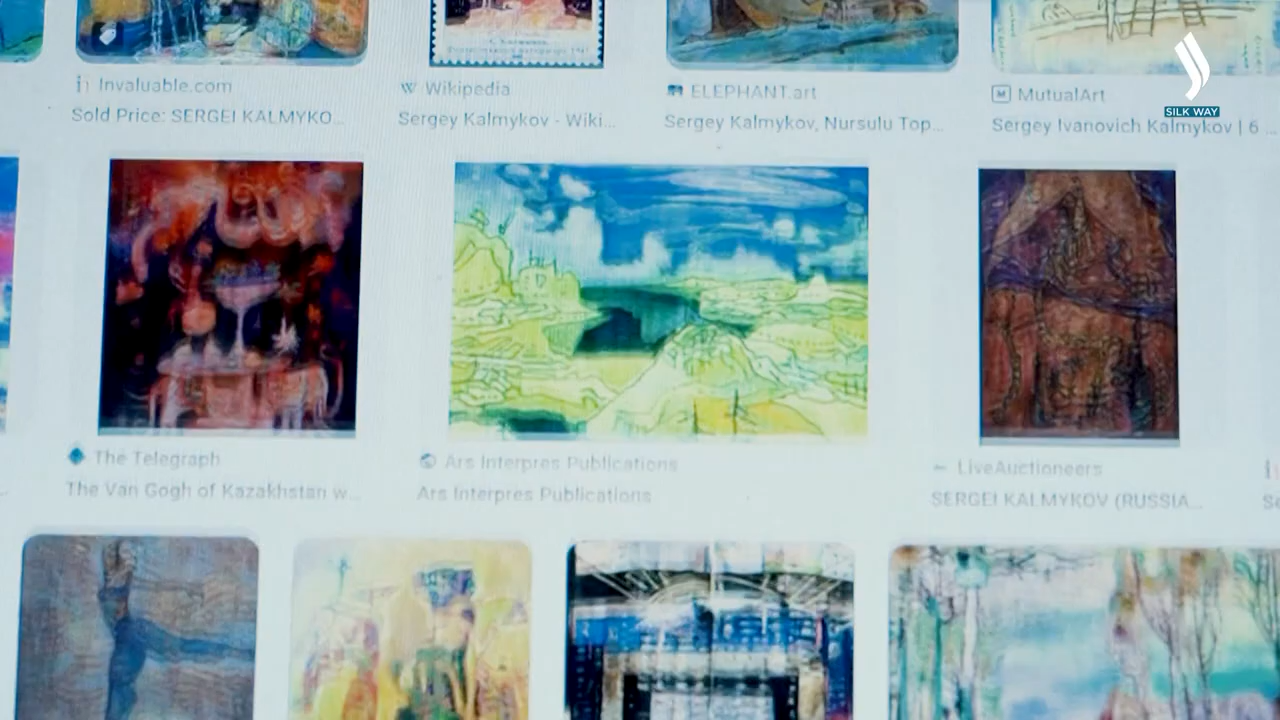 Invaluable.com
Sold Price: SERGEI KALMYKO...
Wikipedia
Sergey Kalmykov - Wiki...
ELEPHANT.art
Sergey Kalmykov, Nursulu Top...
M MutualArt
Sergey Ivanovich Kalmykov | 6 ...
SILK WAY
The Telegraph
The Van Gogh of Kazakhstan w...
Ars Interpres Publications
Ars Interpres Publications
LiveAuctioneers
SERGEI KALMYKOV (RUSSIA...